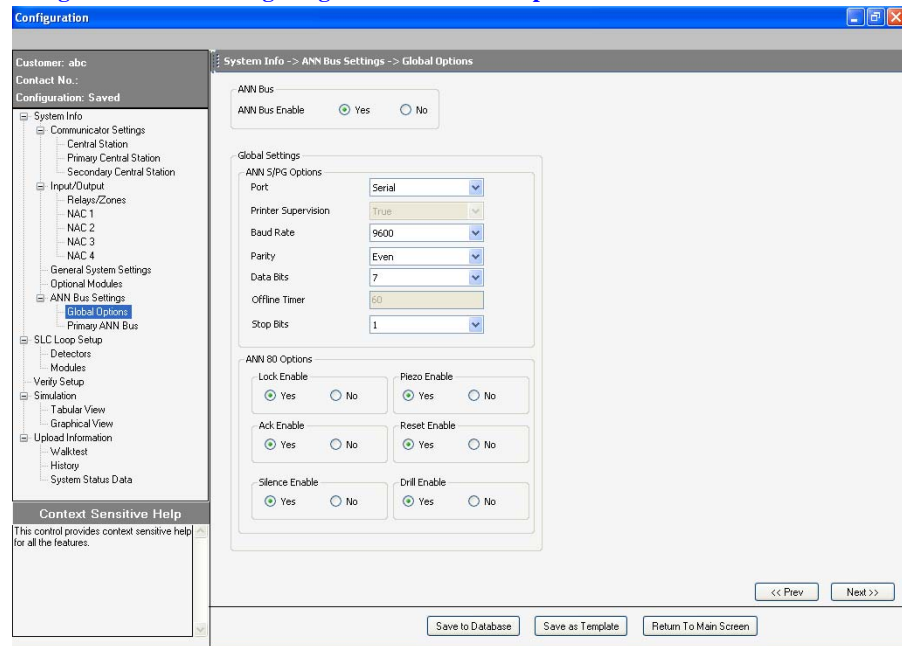 Configuration
Customer: abc
Contact No.:
Configuration: Saved
System Info
Communicator Settings
Central Station
Primary Central Station
Secondary Central Station
Input/Output
Relays/Zones
NAC 1
NAC 2
NAC 3
NAC 4
General System Settings
Optional Modules
ANN Bus Settings
Global Options
Primary ANN Bus
SLC Loop Setup
Detectors
Modules
Verify Setup
Simulation
Tabular View
Graphical View
Upload Information
Walktest
History
System Status Data
Context Sensitive Help
This control provides context sensitive help
for all the features.
System Info -> ANN Bus Settings -> Global Options
ANN Bus
ANN Bus Enable Yes No
Global Settings
ANN S/PG Options
Port Serial
Printer Supervision True
Baud Rate 9600
Parity Even
Data Bits 7
Offline Timer 60
Stop Bits 1
ANN 80 Options
Lock Enable Piezo Enable
Yes No Yes No
Ack Enable Reset Enable
Yes No Yes No
Silence Enable Drill Enable
Yes No Yes No
<< Prev Next >>
Save to Database Save as Template Return To Main Screen